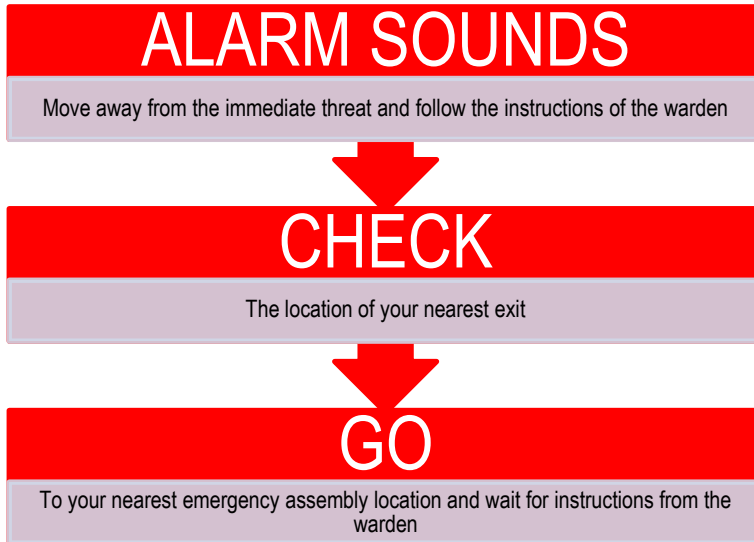 ALARM SOUNDS
Move away from the immediate threat and follow the instructions of the warden
CHECK
The location of your nearest exit
GO
To your nearest emergency assembly location and wait for instructions from the
warden